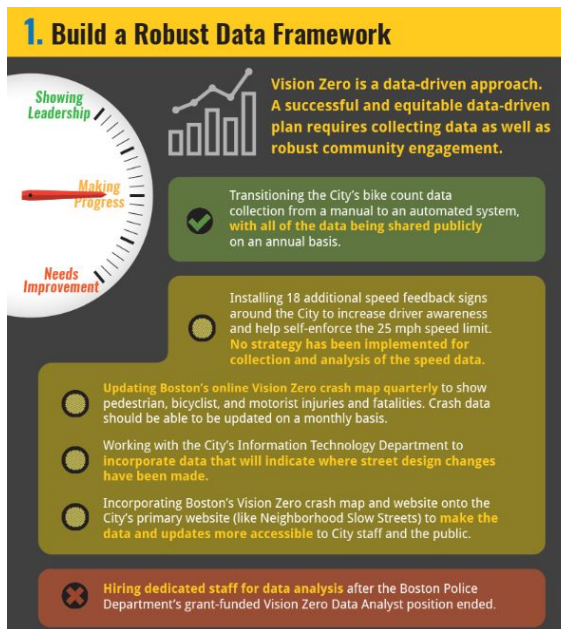 1. Build a Robust Data Framework
Showing
Leadership
Making
Progress
Needs
Improvement
Vision Zero is a data-driven approach.
A successful and equitable data-driven
plan requires collecting data as well as
robust community engagement.
Transitioning the City's bike count data
collection from a manual to an automated system,
with all of the data being shared publicly
on an annual basis.
Installing 18 additional speed feedback signs
around the City to increase driver awareness
and help self-enforce the 25 mph speed limit.
No strategy has been implemented for
collection and analysis of the speed data.
Updating Boston's online Vision Zero crash map quarterly to show
pedestrian, bicyclist, and motorist injuries and fatalities. Crash data
should be able to be updated on a monthly basis.
Working with the City's Information Technology Department to
incorporate data that will indicate where street design changes
have been made.
Incorporating Boston's Vision Zero crash map and website onto the
City's primary website (like Neighborhood Slow Streets) to make the
data and updates more accessible to City staff and the public.
Hiring dedicated staff for data analysis after the Boston Police
Department's grant-funded Vision Zero Data Analyst position ended.